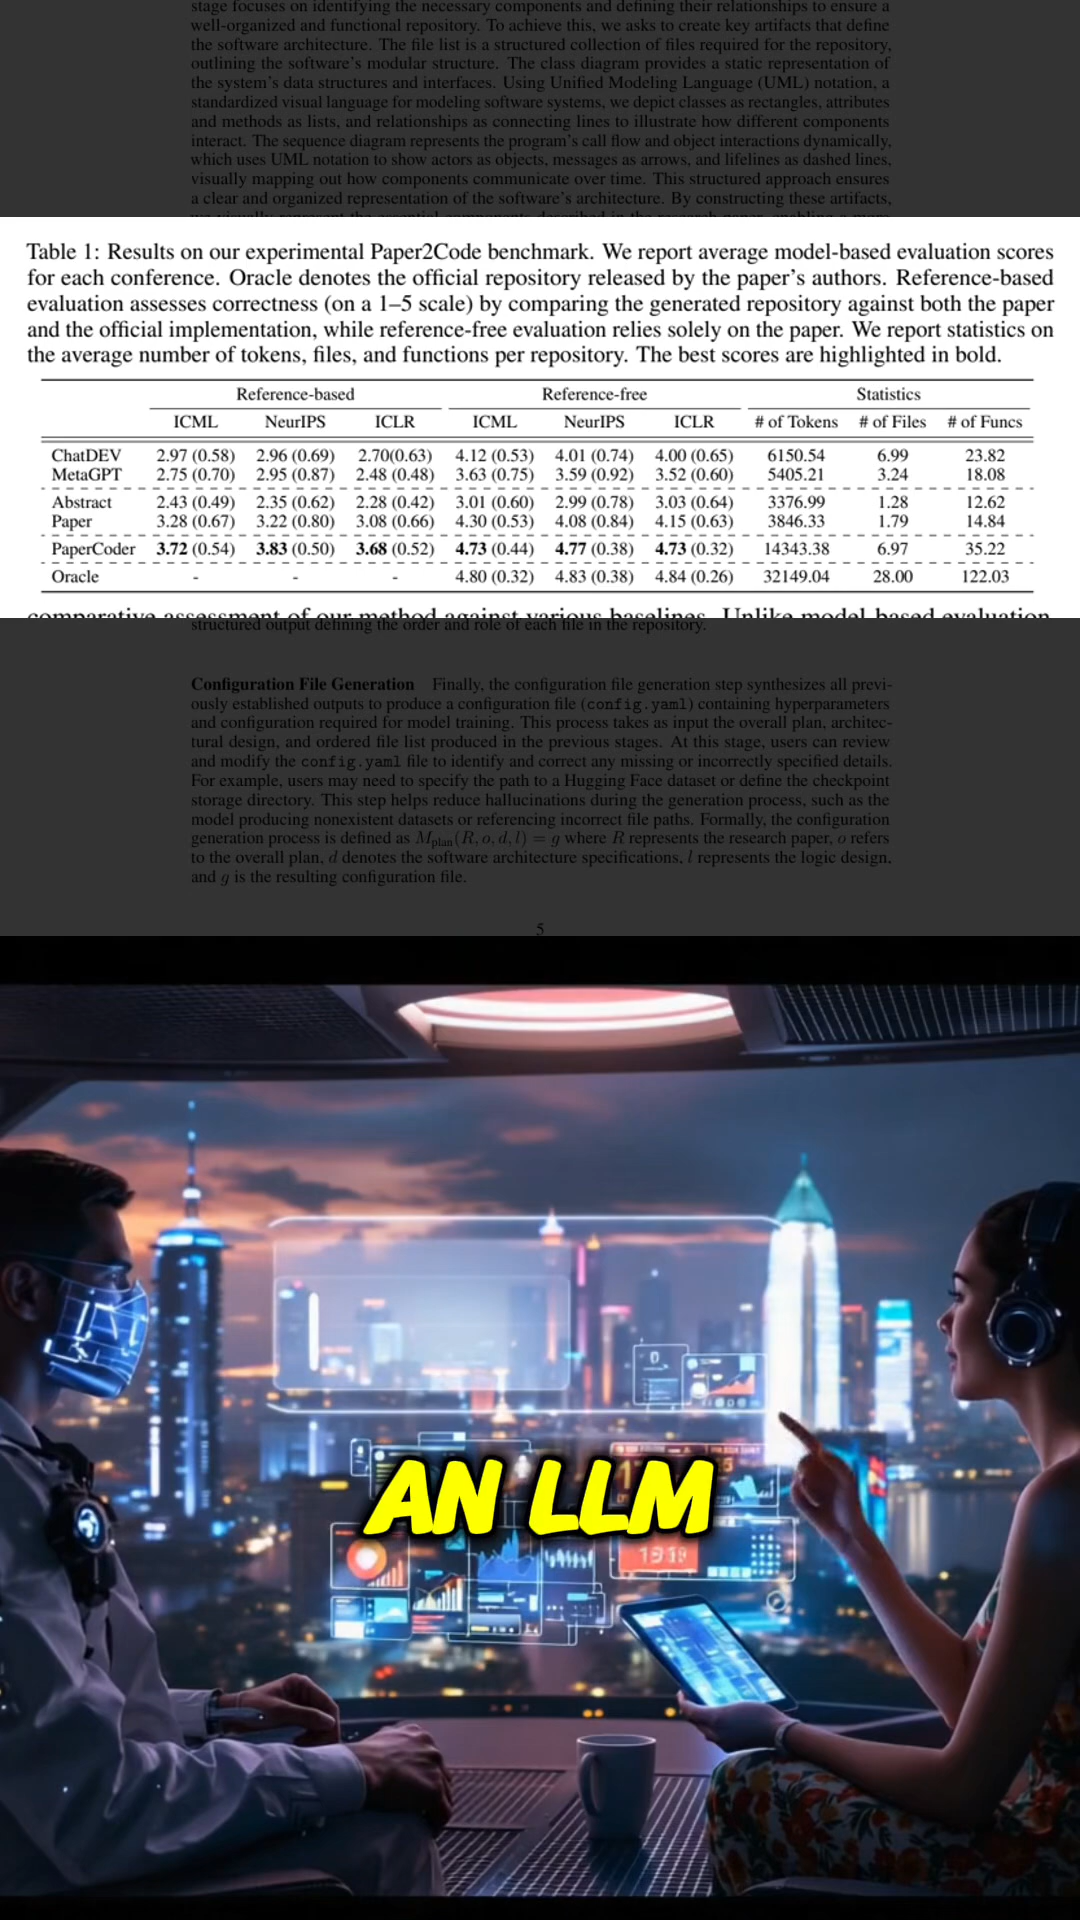 stage focuses on identifying the necessary components and defining their relationships to ensure a
well-organized and functional repository. To achieve this, we asks to create key artifacts that define
the software architecture. The file list is a structured collection of files required for the repository,
outlining the software's modular structure. The class diagram provides a static representation of
the system's data structures and interfaces. Using Unified Modeling Language (UML) notation, a
standardized visual language for modeling software systems, we depict classes as rectangles, attributes
and methods as lists, and relationships as connecting lines to illustrate how different components
interact. The sequence diagram represents the program's call flow and object interactions dynamically,
which uses UML notation to show actors as objects, messages as arrows, and lifelines as dashed lines,
visually mapping out how components communicate over time. This structured approach ensures
a clear and organized representation of the software's architecture. By constructing these artifacts,
Table 1: Results on our experimental Paper2Code benchmark. We report average model-based evaluation scores
for each conference. Oracle denotes the official repository released by the paper's authors. Reference-based
evaluation assesses correctness (on a 1–5 scale) by comparing the generated repository against both the paper
and the official implementation, while reference-free evaluation relies solely on the paper. We report statistics on
the average number of tokens, files, and functions per repository. The best scores are highlighted in bold.
Reference-based Reference-free Statistics
ICML NeurIPS ICLR ICML NeurIPS ICLR # of Tokens # of Files # of Funcs
ChatDEV 2.97 (0.58) 2.96 (0.69) 2.70(0.63) 4.12 (0.53) 4.01 (0.74) 4.00 (0.65) 6150.54 6.99 23.82
MetaGPT 2.75 (0.70) 2.95 (0.87) 2.48 (0.48) 3.63 (0.75) 3.59 (0.92) 3.52 (0.60) 5405.21 3.24 18.08
Abstract 2.43 (0.49) 2.35 (0.62) 2.28 (0.42) 3.01 (0.60) 2.99 (0.78) 3.03 (0.64) 3376.99 1.28 12.62
Paper 3.28 (0.67) 3.22 (0.80) 3.08 (0.66) 4.30 (0.53) 4.08 (0.84) 4.15 (0.63) 3846.33 1.79 14.84
PaperCoder 3.72 (0.54) 3.83 (0.50) 3.68 (0.52) 4.73 (0.44) 4.77 (0.38) 4.73 (0.32) 14343.38 6.97 35.22
Oracle - - - 4.80 (0.32) 4.83 (0.38) 4.84 (0.26) 32149.04 28.00 122.03
comparative assessment of our method against various baselines. Unlike model-based evaluation
structured output defining the order and role of each file in the repository.
Configuration File Generation Finally, the configuration file generation step synthesizes all previ-
ously established outputs to produce a configuration file (config.yaml) containing hyperparameters
and configuration required for model training. This process takes as input the overall plan, architec-
tural design, and ordered file list produced in the previous stages. At this stage, users can review
and modify the config.yaml file to identify and correct any missing or incorrectly specified details.
For example, users may need to specify the path to a Hugging Face dataset or define the checkpoint
storage directory. This step helps reduce hallucinations during the generation process, such as the
model producing nonexistent datasets or referencing incorrect file paths. Formally, the configuration
generation process is defined as Mplan(R, o, d, l) = g where R represents the research paper, o refers
to the overall plan, d denotes the software architecture specifications, l represents the logic design,
and g is the resulting configuration file.
5
AN LLM